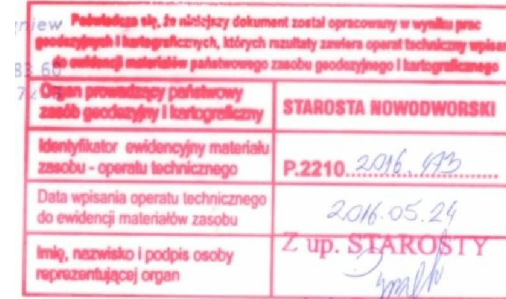 Poświadcza się, że niniejszy dokument został opracowany w wyniku prac
geodezyjnych i kartograficznych, których rezultaty zawiera operat techniczny wpisan
do ewidencji materiałów państwowego zasobu geodezyjnego i kartograficznego
Organ prowadzący państwowy
zasób geodezyjny i kartograficzny
STAROSTA NOWODWORSKI
Identyfikator ewidencyjny materiału
zasobu - operatu technicznego
P.2210.2016.473
Data wpisania operatu technicznego
do ewidencji materiałów zasobu
2016.05.24
Imię, nazwisko i podpis osoby
reprezentującej organ
Z up. STAROSTY